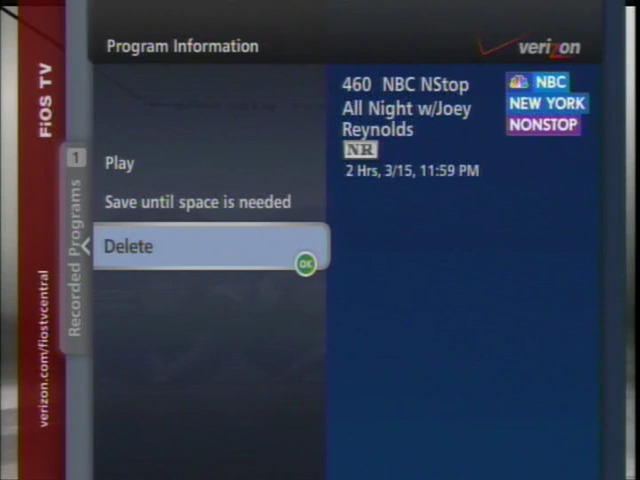 Program Information
verizon
FiOS TV
verizon.com/fiostvcentral
1
Recorded Programs
Play
Save until space is needed
Delete
OK
460 NBC NStop
All Night w/Joey
Reynolds
NR
2 Hrs, 3/15, 11:59 PM
NBC
NEW YORK
NONSTOP